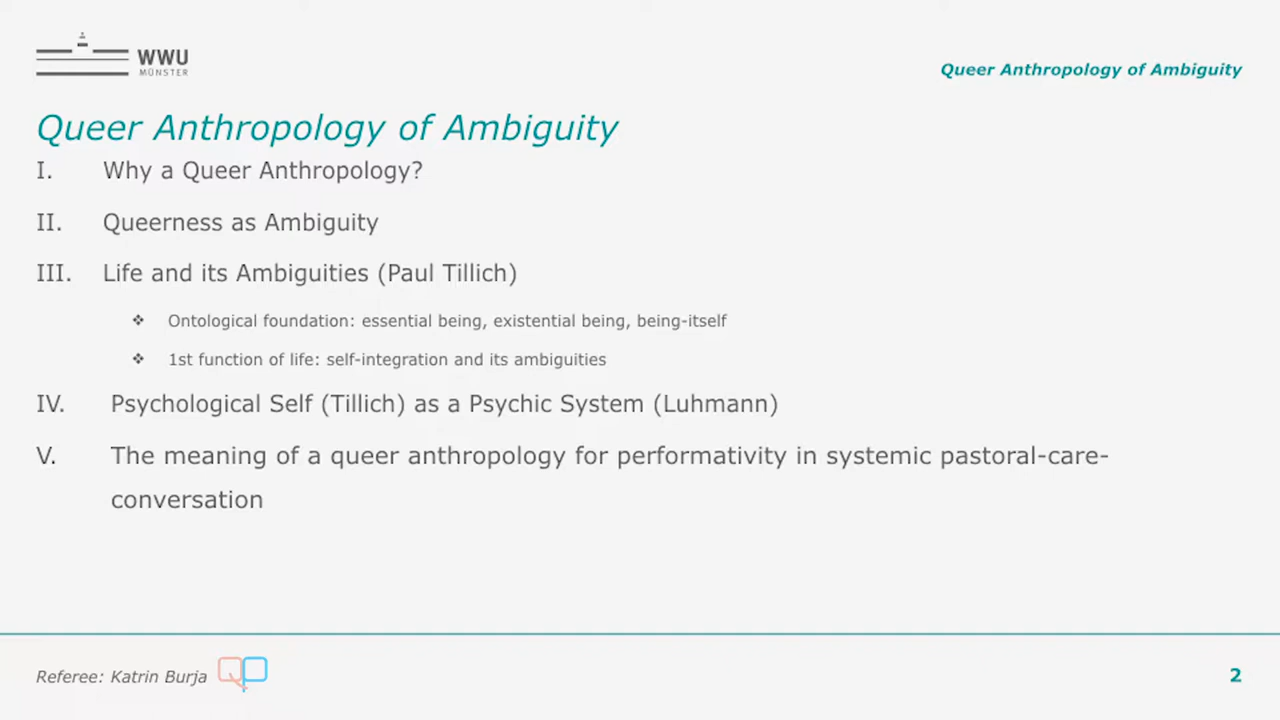 WWU
MÜNSTER
Queer Anthropology of Ambiguity
Queer Anthropology of Ambiguity
I. Why a Queer Anthropology?
II. Queerness as Ambiguity
III. Life and its Ambiguities (Paul Tillich)
❖ Ontological foundation: essential being, existential being, being-itself
❖ 1st function of life: self-integration and its ambiguities
IV. Psychological Self (Tillich) as a Psychic System (Luhmann)
V. The meaning of a queer anthropology for performativity in systemic pastoral-care-
conversation
Referee: Katrin Burja QP
2